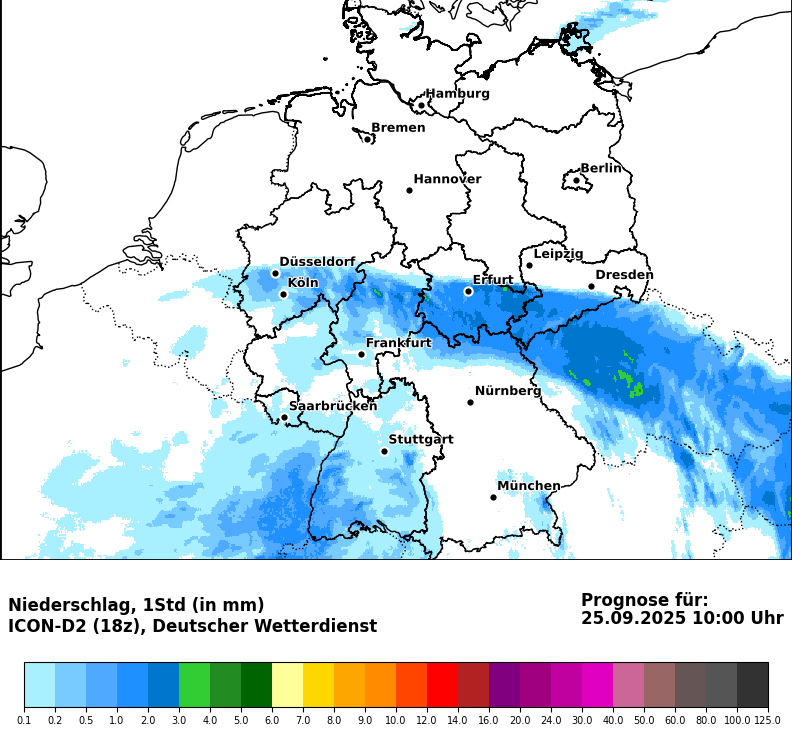 Hamburg
Bremen
Berlin
Hannover
Leipzig
Düsseldorf
Dresden
Köln
Erfurt
Frankfurt
Nürnberg
Saarbrücken
Stuttgart
München
Niederschlag, 1Std (in mm)
ICON-D2 (18z), Deutscher Wetterdienst
Prognose für:
25.09.2025 10:00 Uhr
0.1 0.2 0.5 1.0 2.0 3.0 4.0 5.0 6.0 7.0 8.0 9.0 10.0 12.0 14.0 16.0 20.0 24.0 30.0 40.0 50.0 60.0 80.0 100.0 125.0